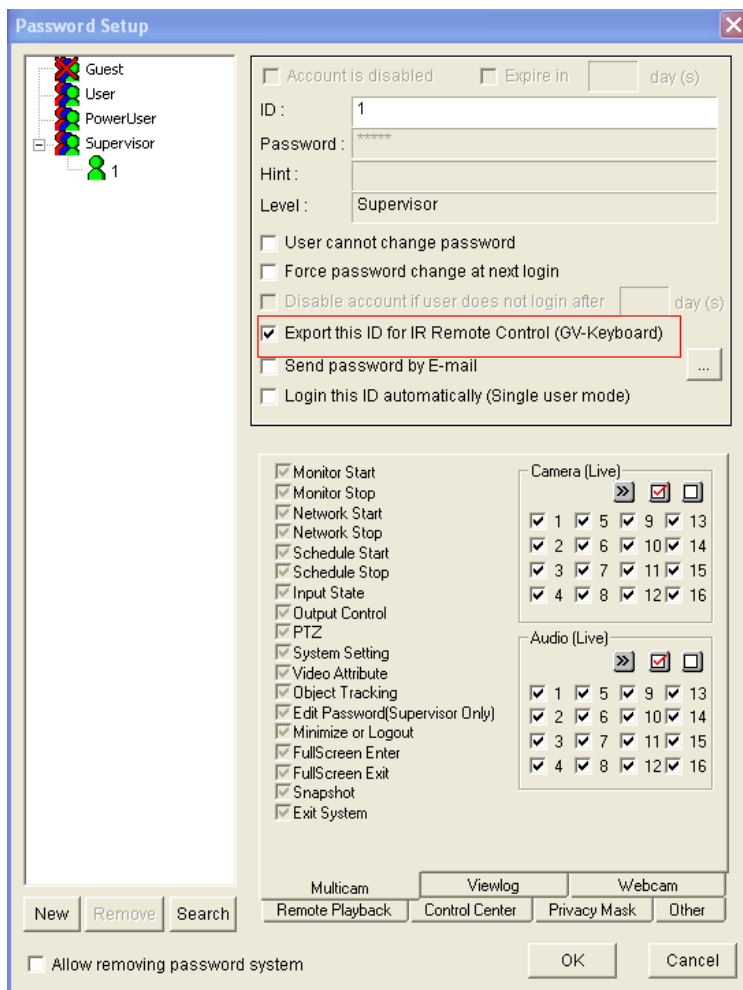 Password Setup
Guest
User
PowerUser
Supervisor
1
Account is disabled
Expire in
day (s)
ID :
1
Password :
*****
Hint :
Level :
Supervisor
User cannot change password
Force password change at next login
Disable account if user does not login after
day (s)
Export this ID for IR Remote Control (GV-Keyboard)
Send password by E-mail
...
Login this ID automatically (Single user mode)
Monitor Start
Monitor Stop
Network Start
Network Stop
Schedule Start
Schedule Stop
Input State
Output Control
PTZ
System Setting
Video Attribute
Object Tracking
Edit Password(Supervisor Only)
Minimize or Logout
FullScreen Enter
FullScreen Exit
Snapshot
Exit System
Camera (Live)
1 5 9 13
2 6 10 14
3 7 11 15
4 8 12 16
Audio (Live)
1 5 9 13
2 6 10 14
3 7 11 15
4 8 12 16
Multicam
Viewlog
Webcam
Remote Playback
Control Center
Privacy Mask
Other
New
Remove
Search
Allow removing password system
OK
Cancel